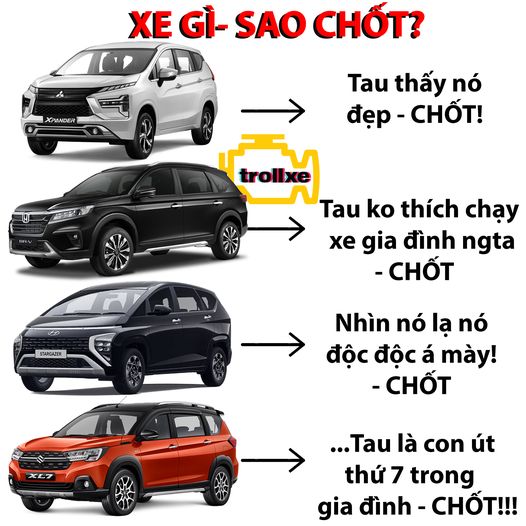 XE GÌ- SAO CHỐT?
XPANDER
Tau thấy nó
đẹp - CHỐT!
trollxe
BR-V
Tau ko thích chạy
xe gia đình ngta
- CHỐT
STARGAZER
Nhìn nó lạ nó
độc độc á mày!
- CHỐT
XL7
...Tau là con út
thứ 7 trong
gia đình - CHỐT!!!